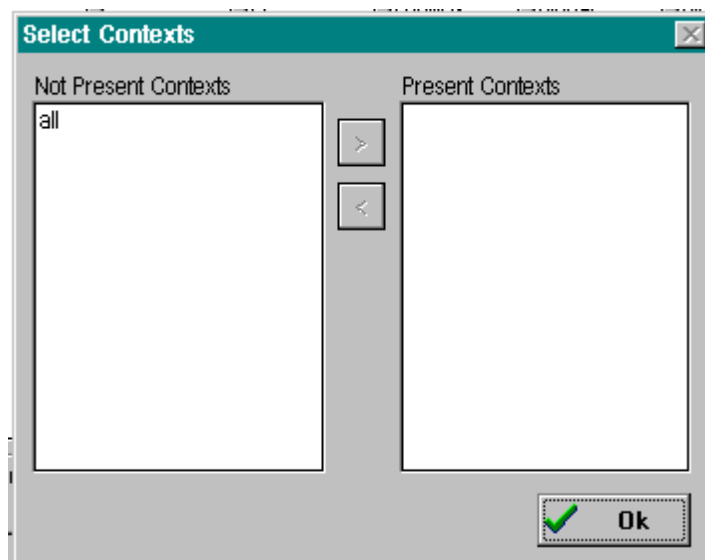 Select Contexts
Not Present Contexts
Present Contexts
all
>
<
Ok